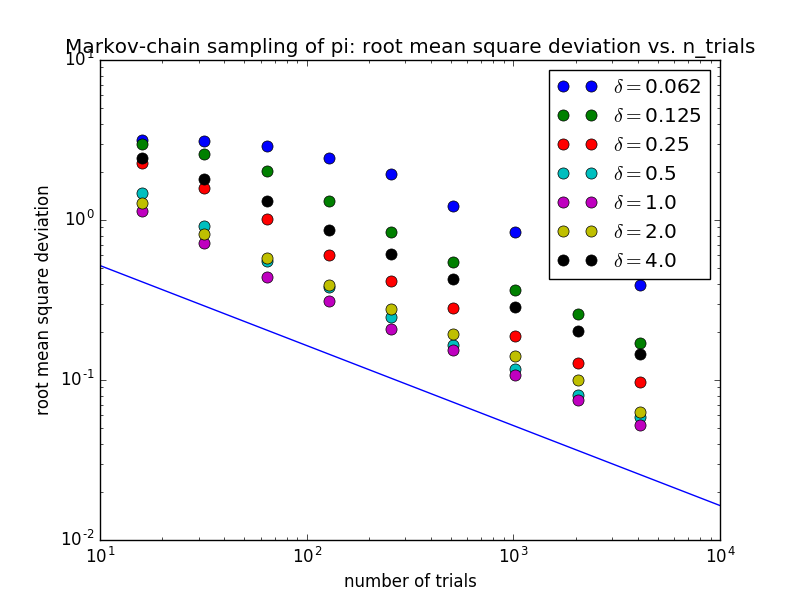 Markov-chain sampling of pi: root mean square deviation vs. n_trials
10^1
10^0
10^-1
10^-2
root mean square deviation
δ=0.062
δ=0.125
δ=0.25
δ=0.5
δ=1.0
δ=2.0
δ=4.0
10^1 10^2 10^3 10^4
number of trials